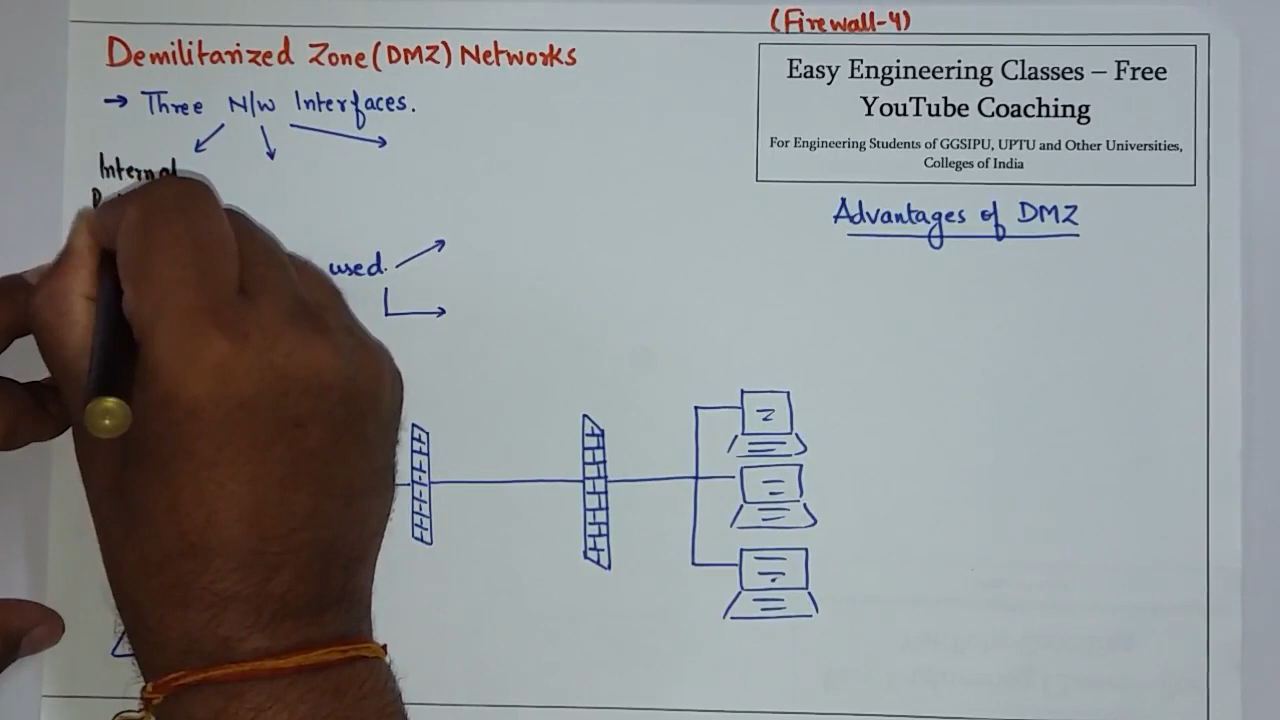 (Firewall-4)
Demilitarized Zone (DMZ) Networks
Easy Engineering Classes – Free
YouTube Coaching
For Engineering Students of GGSIPU, UPTU and Other Universities,
Colleges of India
→ Three N/W Interfaces.
Internal
Advantages of DMZ
used.